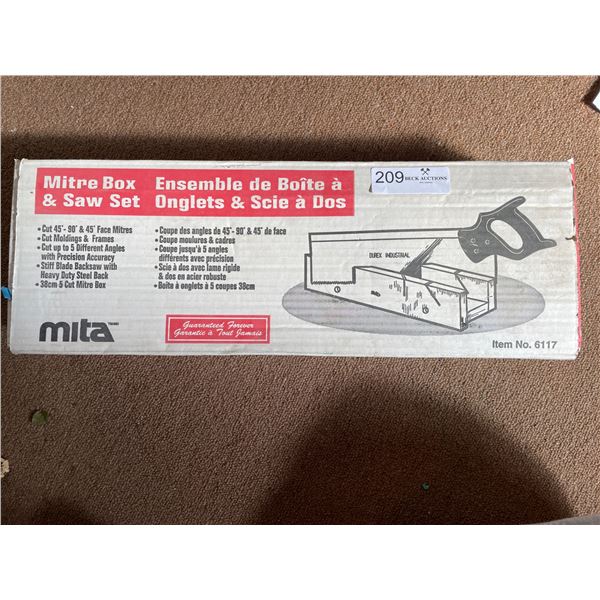 Mitre Box
& Saw Set
Ensemble de Boîte à
Onglets & Scie à Dos
209
BECK AUCTIONS
• Cut 45°- 90° & 45° Face Mitres
• Cut Moldings & Frames
• Cut up to 5 Different Angles
with Precision Accuracy
• Stiff Blade Backsaw with
Heavy Duty Steel Back
• 38cm 5 Cut Mitre Box
• Coupe des angles de 45°- 90° & 45° de face
• Coupe moulures & cadres
• Coupe jusqu'à 5 angles
différents avec précision
• Scie à dos avec lame rigide
& dos en acier robuste
• Boîte à onglets à 5 coupes 38cm
DUREX INDUSTRIAL
mita
Guaranteed Forever
Garantie à Tout Jamais
Item No. 6117